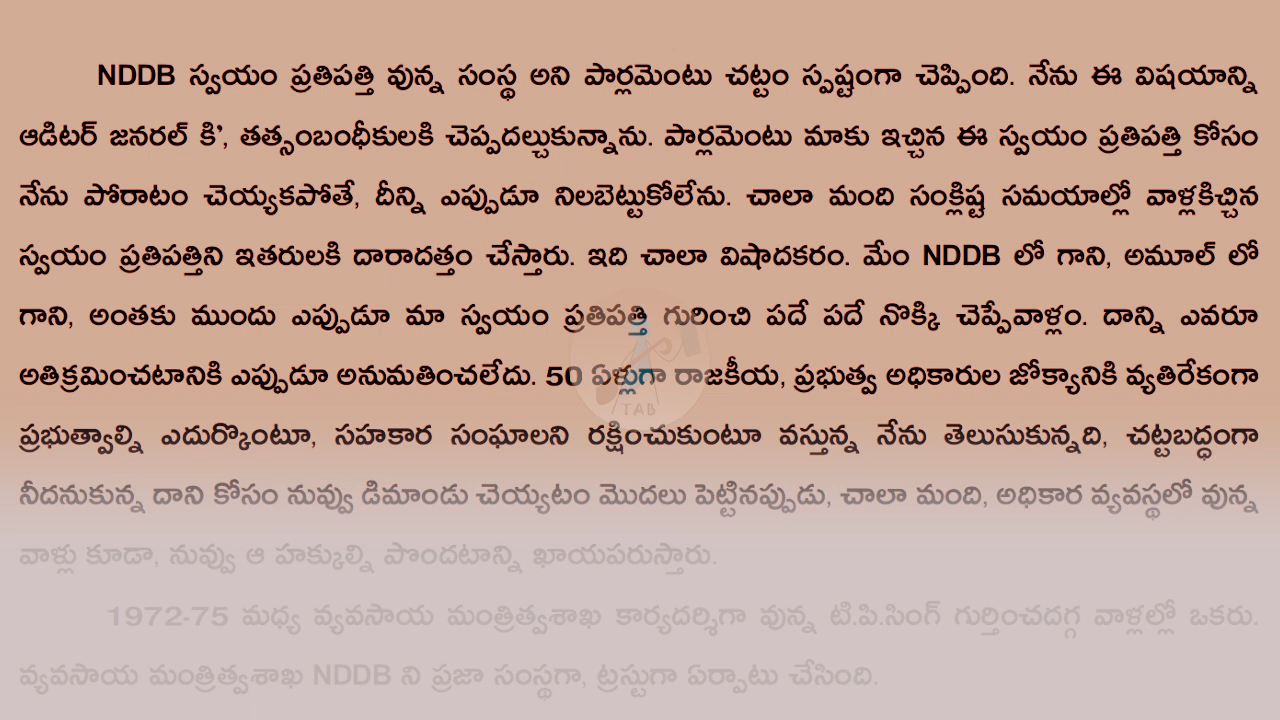 NDDB స్వయం ప్రతిపత్తి వున్న సంస్థ అని పార్లమెంటు చట్టం స్పష్టంగా చెప్పింది. నేను ఈ విషయాన్ని
ఆడిటర్ జనరల్ కి', తత్సంబంధీకులకి చెప్పదల్చుకున్నాను. పార్లమెంటు మాకు ఇచ్చిన ఈ స్వయం ప్రతిపత్తి కోసం
నేను పోరాటం చెయ్యకపోతే, దీన్ని ఎప్పుడూ నిలబెట్టుకోలేను. చాలా మంది సంక్లిష్ట సమయాల్లో వాళ్లకిచ్చిన
స్వయం ప్రతిపత్తిని ఇతరులకి దారాదత్తం చేస్తారు. ఇది చాలా విషాదకరం. మేం NDDB లో గాని, అమూల్ లో
గాని, అంతకు ముందు ఎప్పుడూ మా స్వయం ప్రతిపత్తి గురించి పదే పదే నొక్కి చెప్పేవాళ్లం. దాన్ని ఎవరూ
అతిక్రమించటానికి ఎప్పుడూ అనుమతించలేదు. 50 ఏళ్లుగా రాజకీయ, ప్రభుత్వ అధికారుల జోక్యానికి వ్యతిరేకంగా
TAB
ప్రభుత్వాల్ని ఎదుర్కొంటూ, సహకార సంఘాలని రక్షించుకుంటూ వస్తున్న నేను తెలుసుకున్నది, చట్టబద్ధంగా
నీదనుకున్న దాని కోసం నువ్వు డిమాండు చెయ్యటం మొదలు పెట్టినప్పుడు, చాలా మంది, అధికార వ్యవస్థలో వున్న
వాళ్లు కూడా, నువ్వు ఆ హక్కుల్ని పొందటాన్ని ఖాయపరుస్తారు.
1972-75 మధ్య వ్యవసాయ మంత్రిత్వశాఖ కార్యదర్శిగా వున్న టి.పి.సింగ్ గుర్తించదగ్గ వాళ్లల్లో ఒకరు.
వ్యవసాయ మంత్రిత్వశాఖ NDDB ని ప్రజా సంస్థగా, ట్రస్టుగా ఏర్పాటు చేసింది.